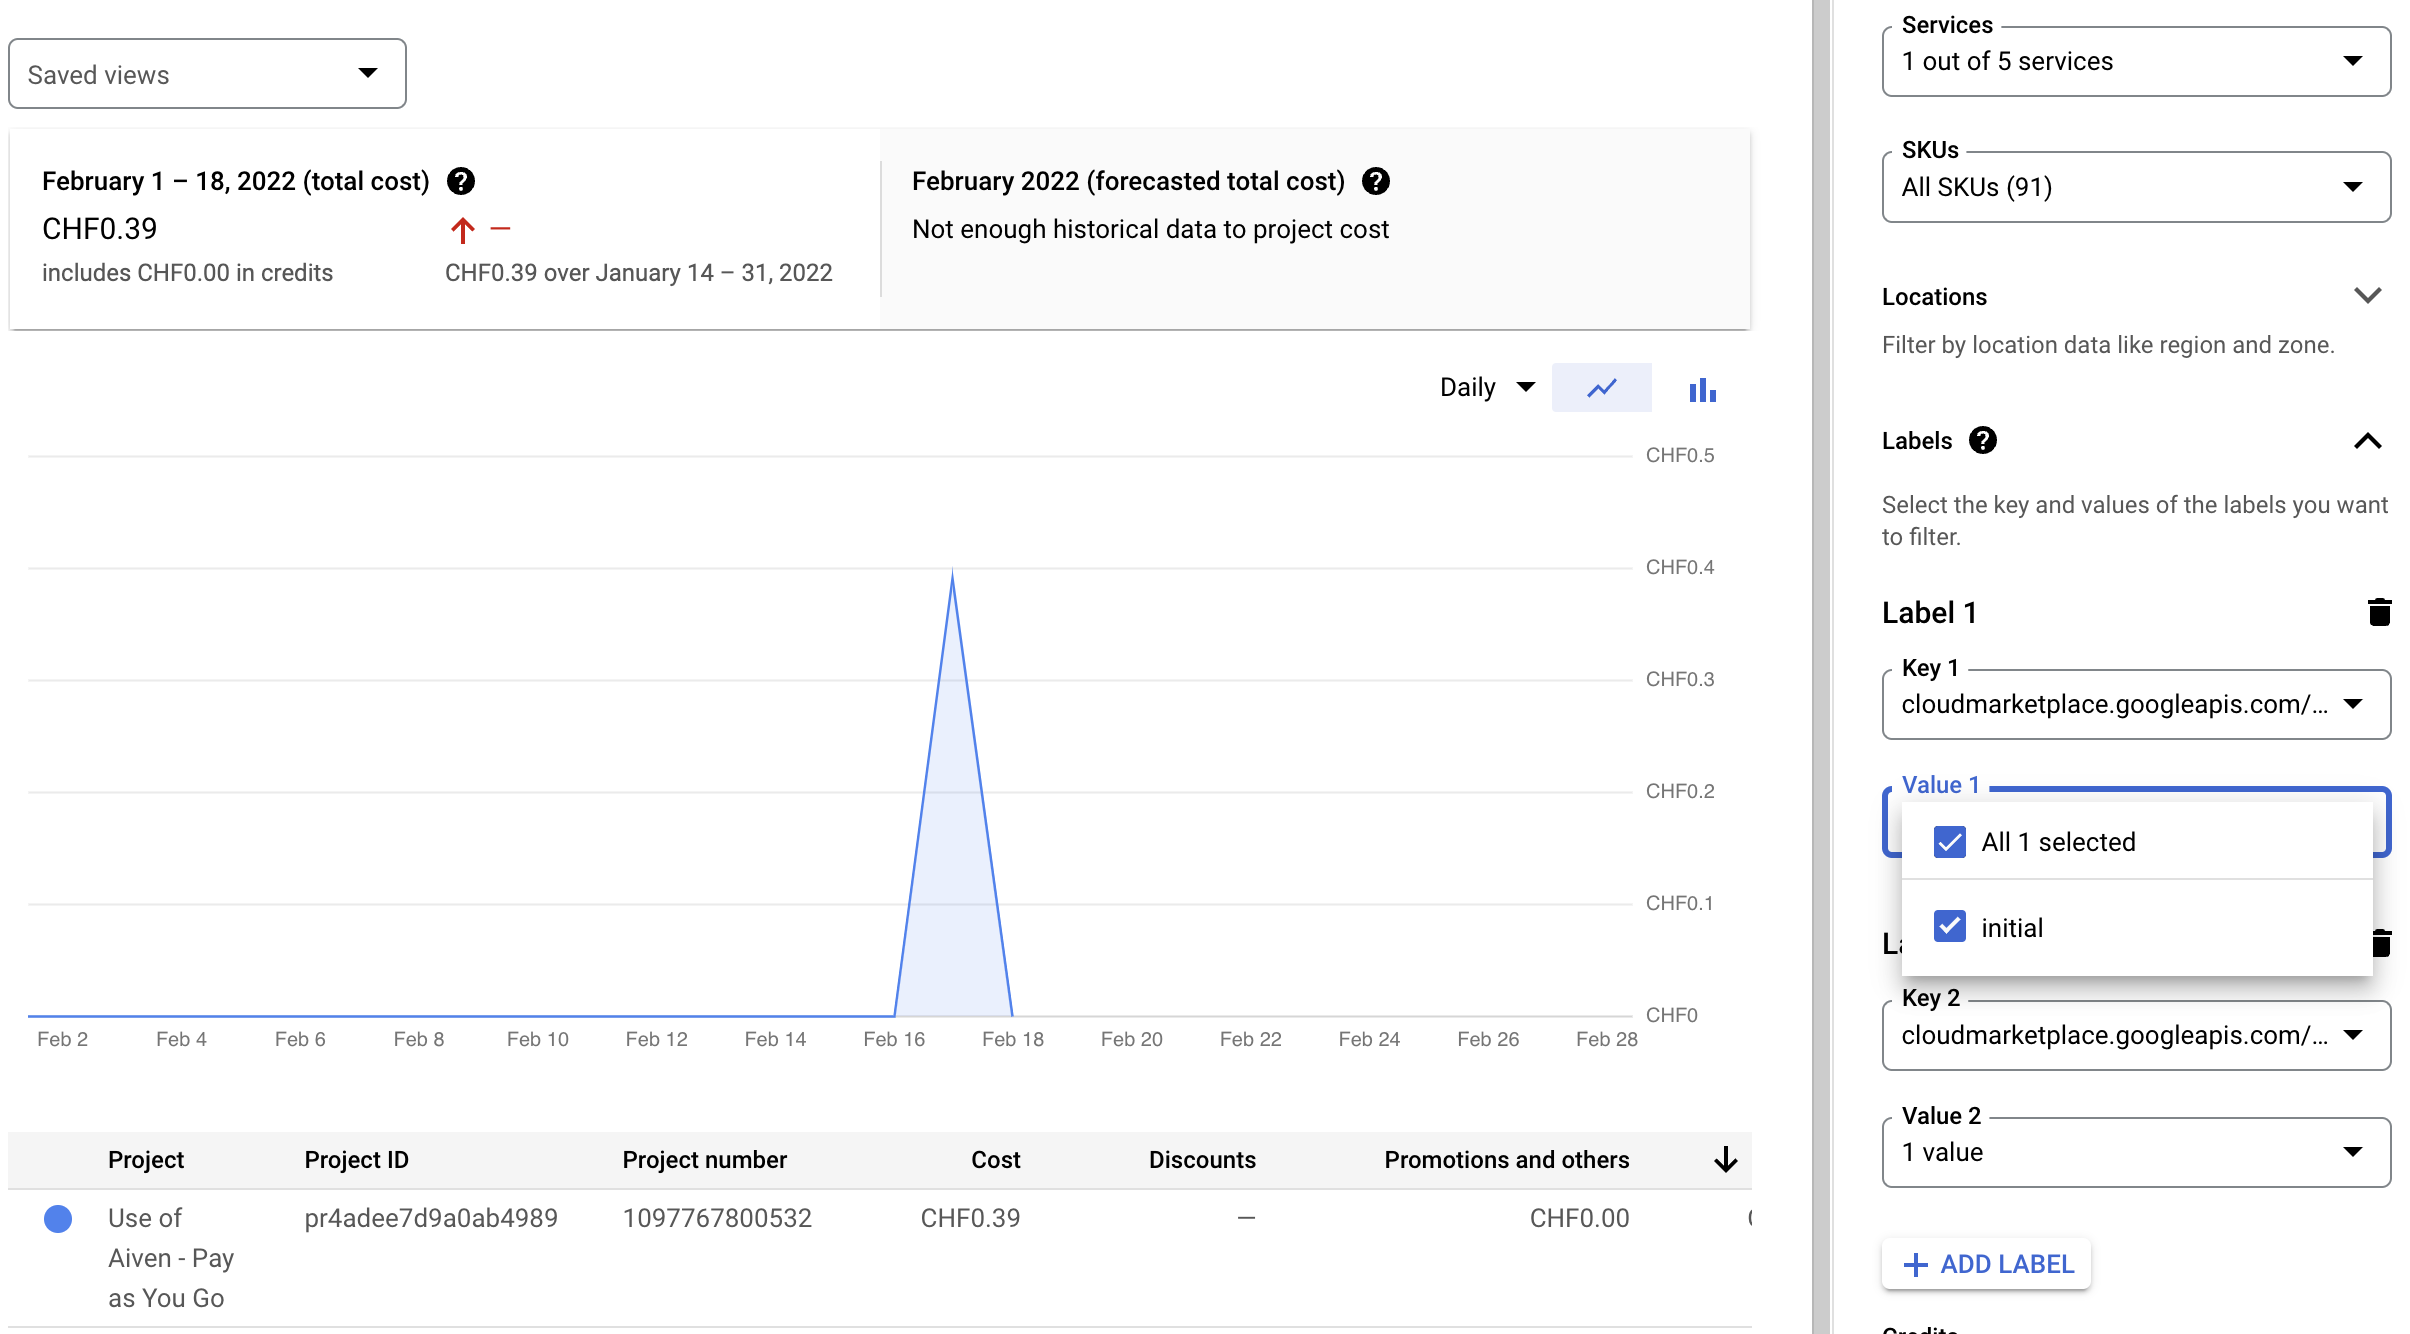 Saved views
February 1 – 18, 2022 (total cost)
CHF0.39
—
includes CHF0.00 in credits
CHF0.39 over January 14 – 31, 2022
February 2022 (forecasted total cost)
Not enough historical data to project cost
Daily
CHF0.5
CHF0.4
CHF0.3
CHF0.2
CHF0.1
CHF0
Feb 2 Feb 4 Feb 6 Feb 8 Feb 10 Feb 12 Feb 14 Feb 16 Feb 18 Feb 20 Feb 22 Feb 24 Feb 26 Feb 28
Project Project ID Project number Cost Discounts Promotions and others
Use of pr4adee7d9a0ab4989 1097767800532 CHF0.39 — CHF0.00
Aiven - Pay
as You Go
Services
1 out of 5 services
SKUs
All SKUs (91)
Locations
Filter by location data like region and zone.
Labels
Select the key and values of the labels you want
to filter.
Label 1
Key 1
cloudmarketplace.googleapis.com/...
Value 1
All 1 selected
initial
Key 2
cloudmarketplace.googleapis.com/...
Value 2
1 value
+ ADD LABEL